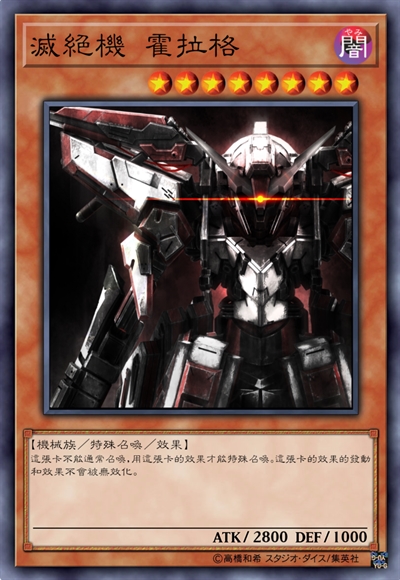 滅絕機 霍拉格
やみ
闇
【機械族／特殊召喚／效果】
這張卡不能通常召喚，用這張卡的效果才能特殊召喚。這張卡的效果的發動
和效果不會被無效化。
ATK / 2800 DEF / 1000
©高橋和希 スタジオ・ダイス/集英社